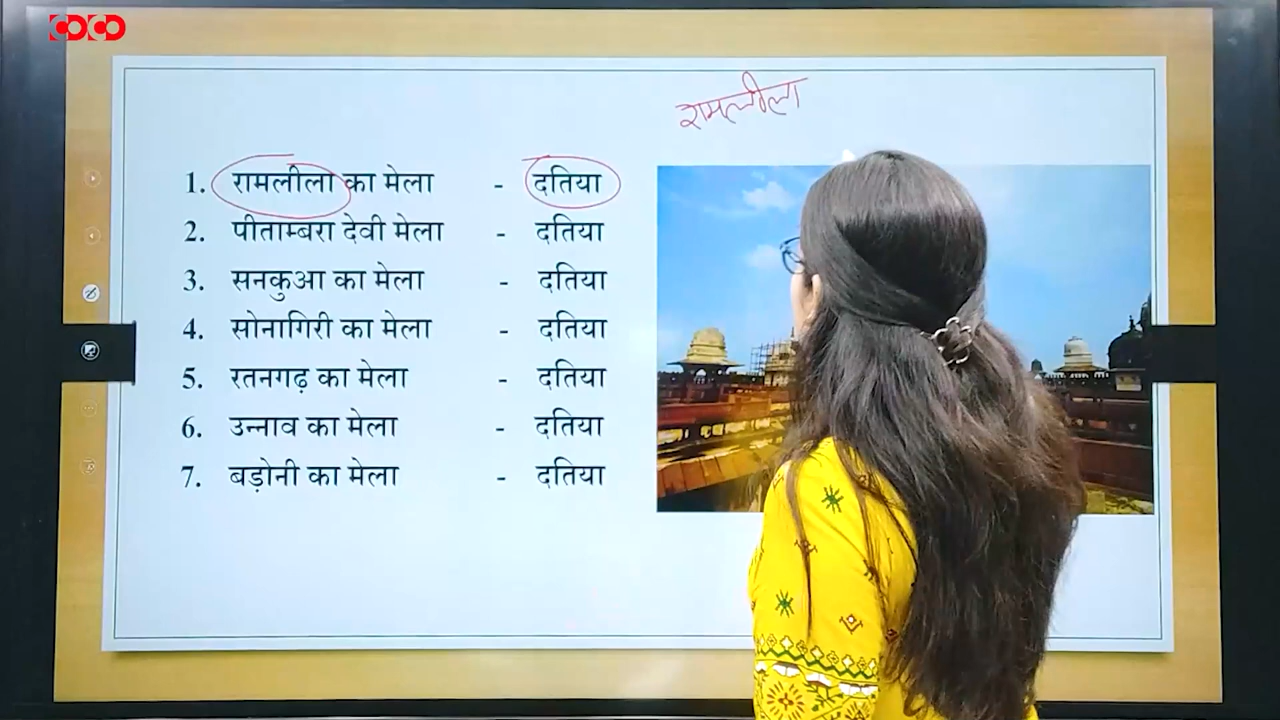 COCO
रामलीला
1. रामलीला का मेला - दतिया
2. पीताम्बरा देवी मेला - दतिया
3. सनकुआ का मेला - दतिया
4. सोनागिरी का मेला - दतिया
5. रतनगढ़ का मेला - दतिया
6. उन्नाव का मेला - दतिया
7. बड़ोनी का मेला - दतिया